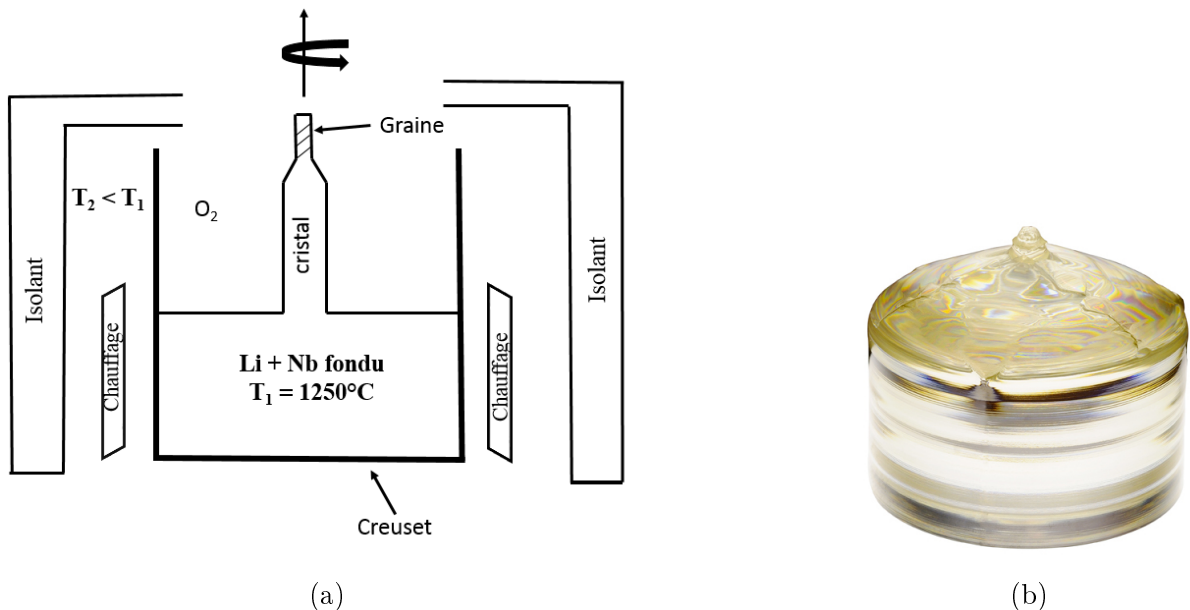 Graine
T₂ < T₁
O₂
cristal
Isolant
Isolant
Chauffage
Chauffage
Li + Nb fondu
T₁ = 1250°C
Creuset
(a)
(b)